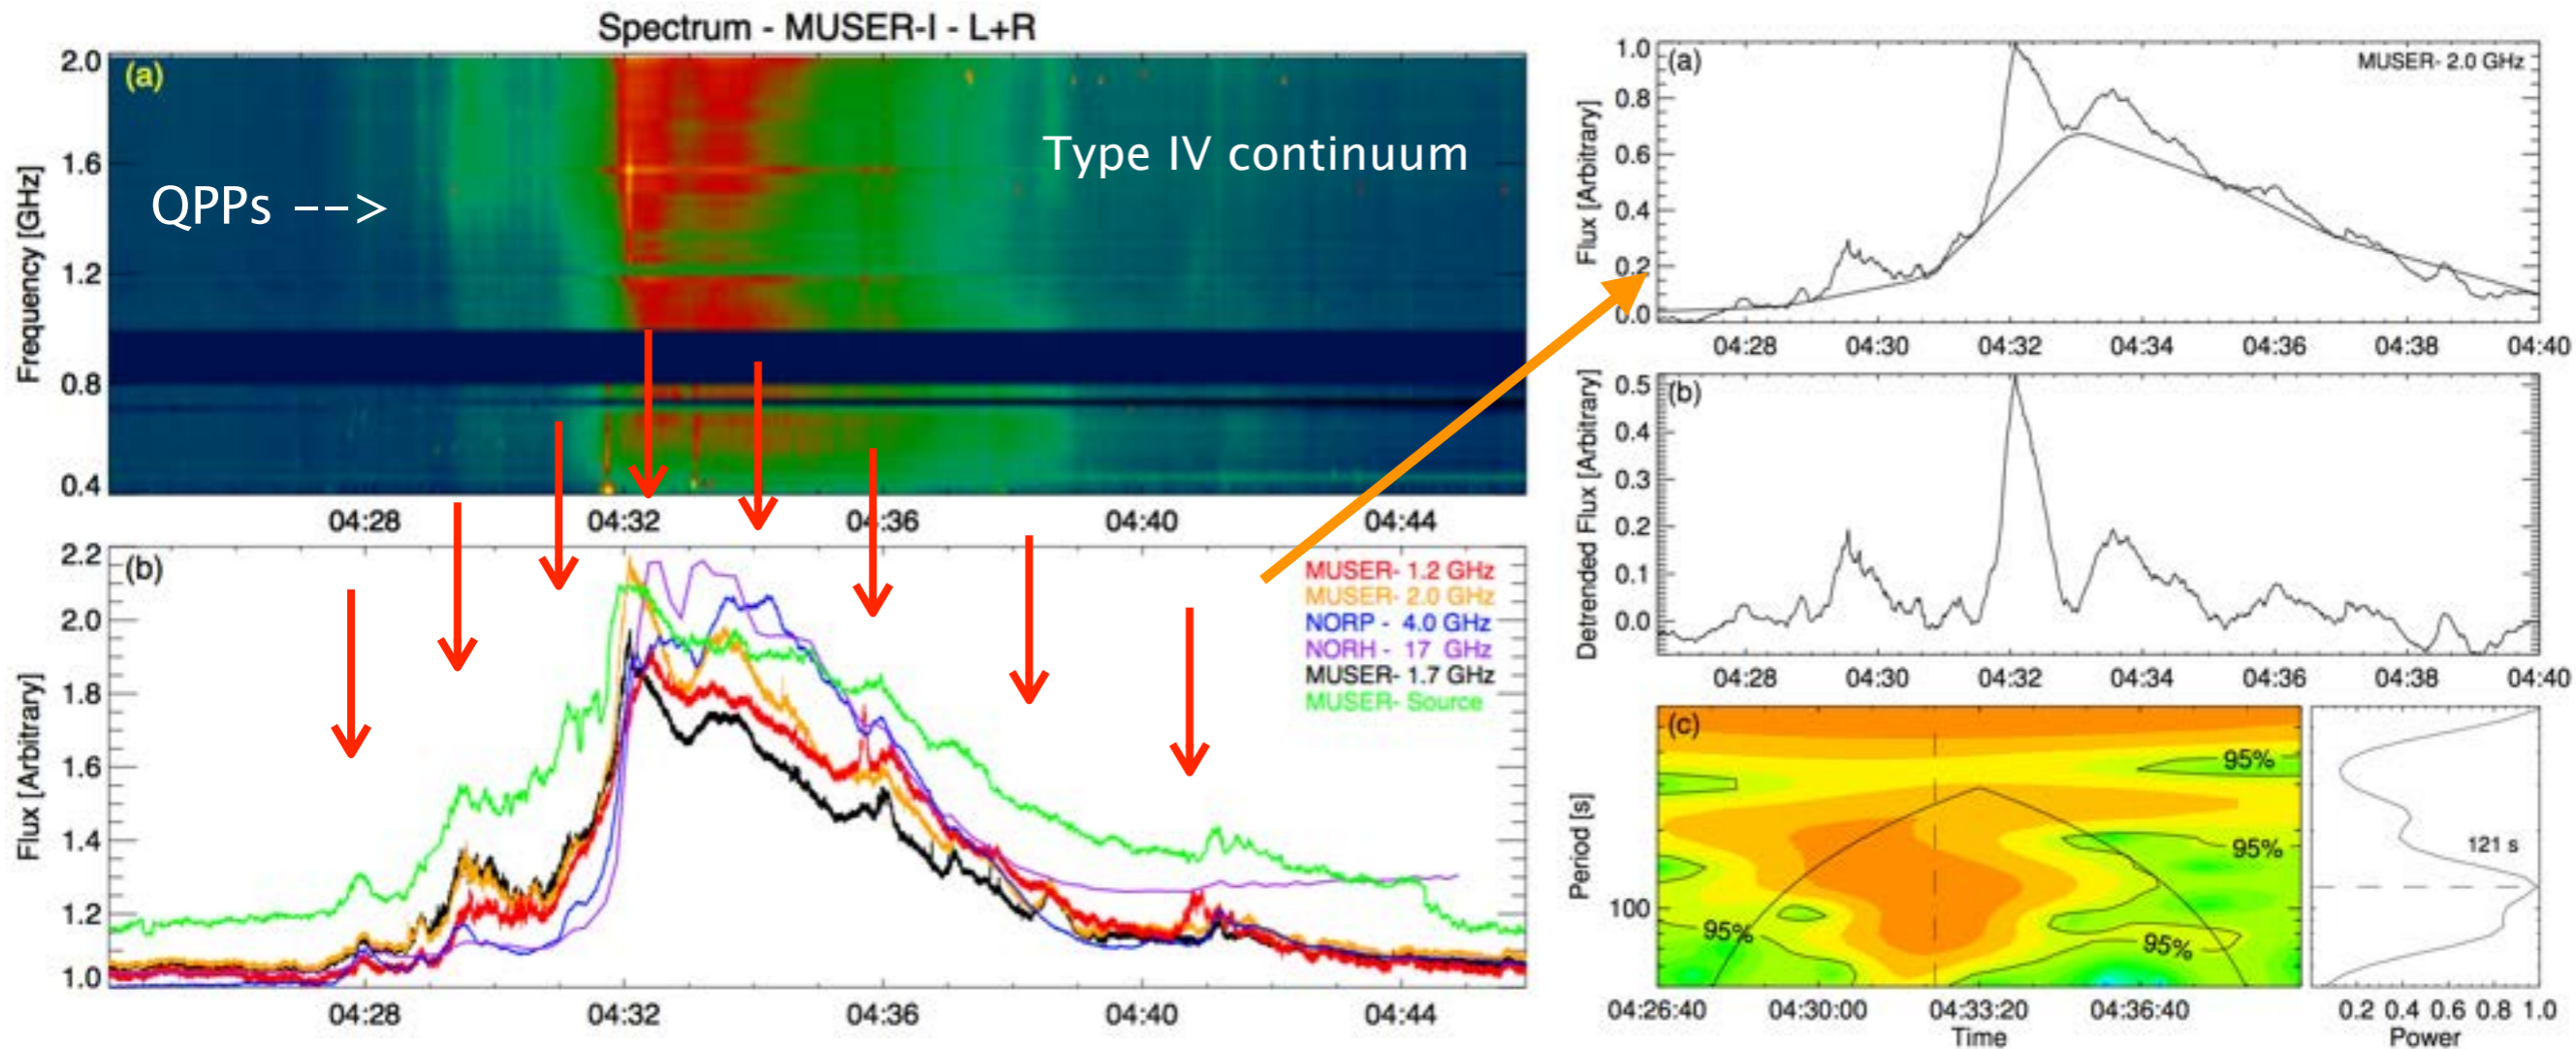 Spectrum - MUSER-I - L+R
(a)
2.0
1.6
1.2
0.8
0.4
Frequency [GHz]
QPPs -->
Type IV continuum
04:28 04:32 04:36 04:40 04:44
(b)
2.2
2.0
1.8
1.6
1.4
1.2
1.0
Flux [Arbitrary]
MUSER- 1.2 GHz
MUSER- 2.0 GHz
NORP - 4.0 GHz
NORH - 17 GHz
MUSER- 1.7 GHz
MUSER- Source
04:28 04:32 04:36 04:40 04:44
(a)
MUSER- 2.0 GHz
1.0
0.8
0.6
0.4
0.2
0.0
Flux [Arbitrary]
04:28 04:30 04:32 04:34 04:36 04:38 04:40
(b)
0.5
0.4
0.3
0.2
0.1
0.0
Detrended Flux [Arbitrary]
04:28 04:30 04:32 04:34 04:36 04:38 04:40
(c)
95%
95%
95%
95%
100
Period [s]
04:26:40 04:30:00 04:33:20 04:36:40
Time
121 s
0.2 0.4 0.6 0.8 1.0
Power